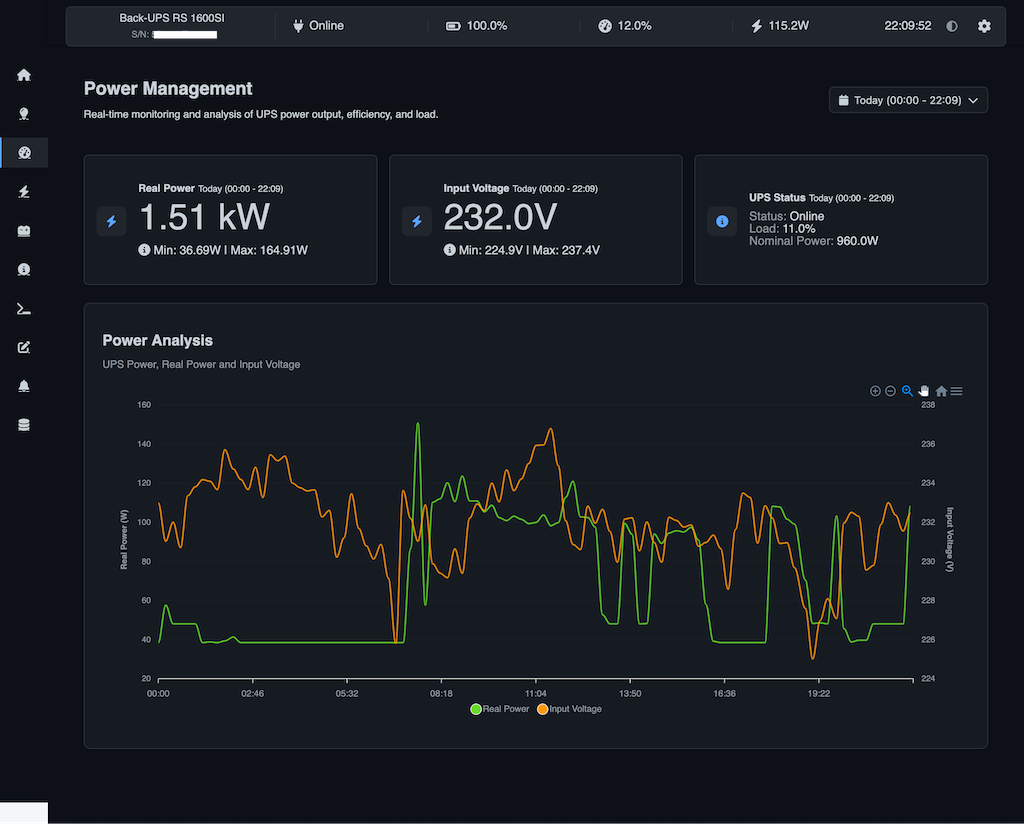 Back-UPS RS 1600SI
S/N:
Online
100.0%
12.0%
115.2W
22:09:52
Power Management
Real-time monitoring and analysis of UPS power output, efficiency, and load.
Today (00:00 - 22:09)
Real Power Today (00:00 - 22:09)
1.51 kW
Min: 36.69W | Max: 164.91W
Input Voltage Today (00:00 - 22:09)
232.0V
Min: 224.9V | Max: 237.4V
UPS Status Today (00:00 - 22:09)
Status: Online
Load: 11.0%
Nominal Power: 960.0W
Power Analysis
UPS Power, Real Power and Input Voltage
160
140
120
100
80
60
40
20
Real Power (W)
238
236
234
232
230
228
226
224
Input Voltage (V)
00:00
02:46
05:32
08:18
11:04
13:50
16:36
19:22
Real Power
Input Voltage